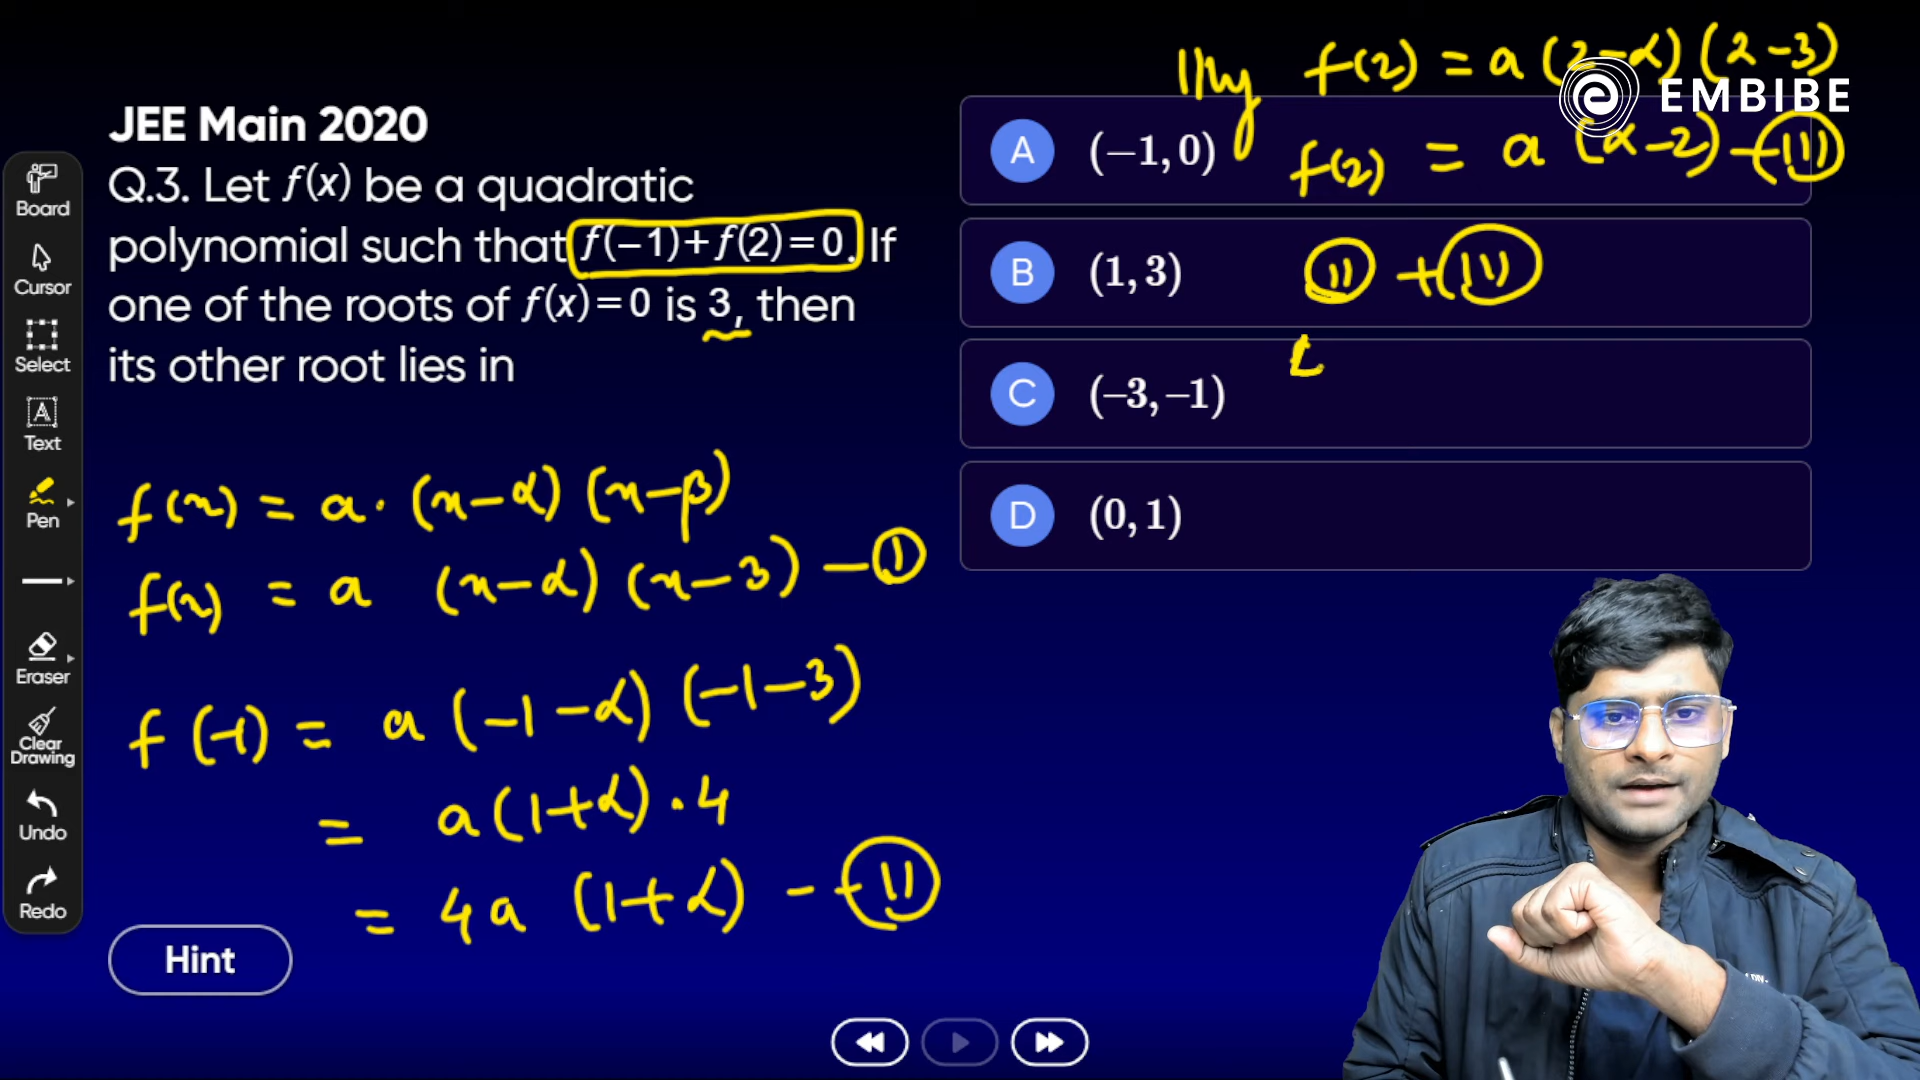 JEE Main 2020
Q.3. Let f(x) be a quadratic
polynomial such that f(−1)+f(2)=0. If
one of the roots of f(x)=0 is 3, then
its other root lies in
f(x) = a·(x−α)(x−β)
f(x) = a (x−α)(x−3) −①
f(-1) = a(−1−α)(−1−3)
= a(1+α)·4
= 4a (1+α) − (II)
Hint
Board
Cursor
Select
Text
Pen
Eraser
Clear
Drawing
Undo
Redo
lly f(2) = a(2−α)(2−3)
EMBIBE
A (−1, 0)
f(2) = a (α−2) −(III)
B (1, 3)
(II) + (III)
C (−3, −1)
D (0, 1)